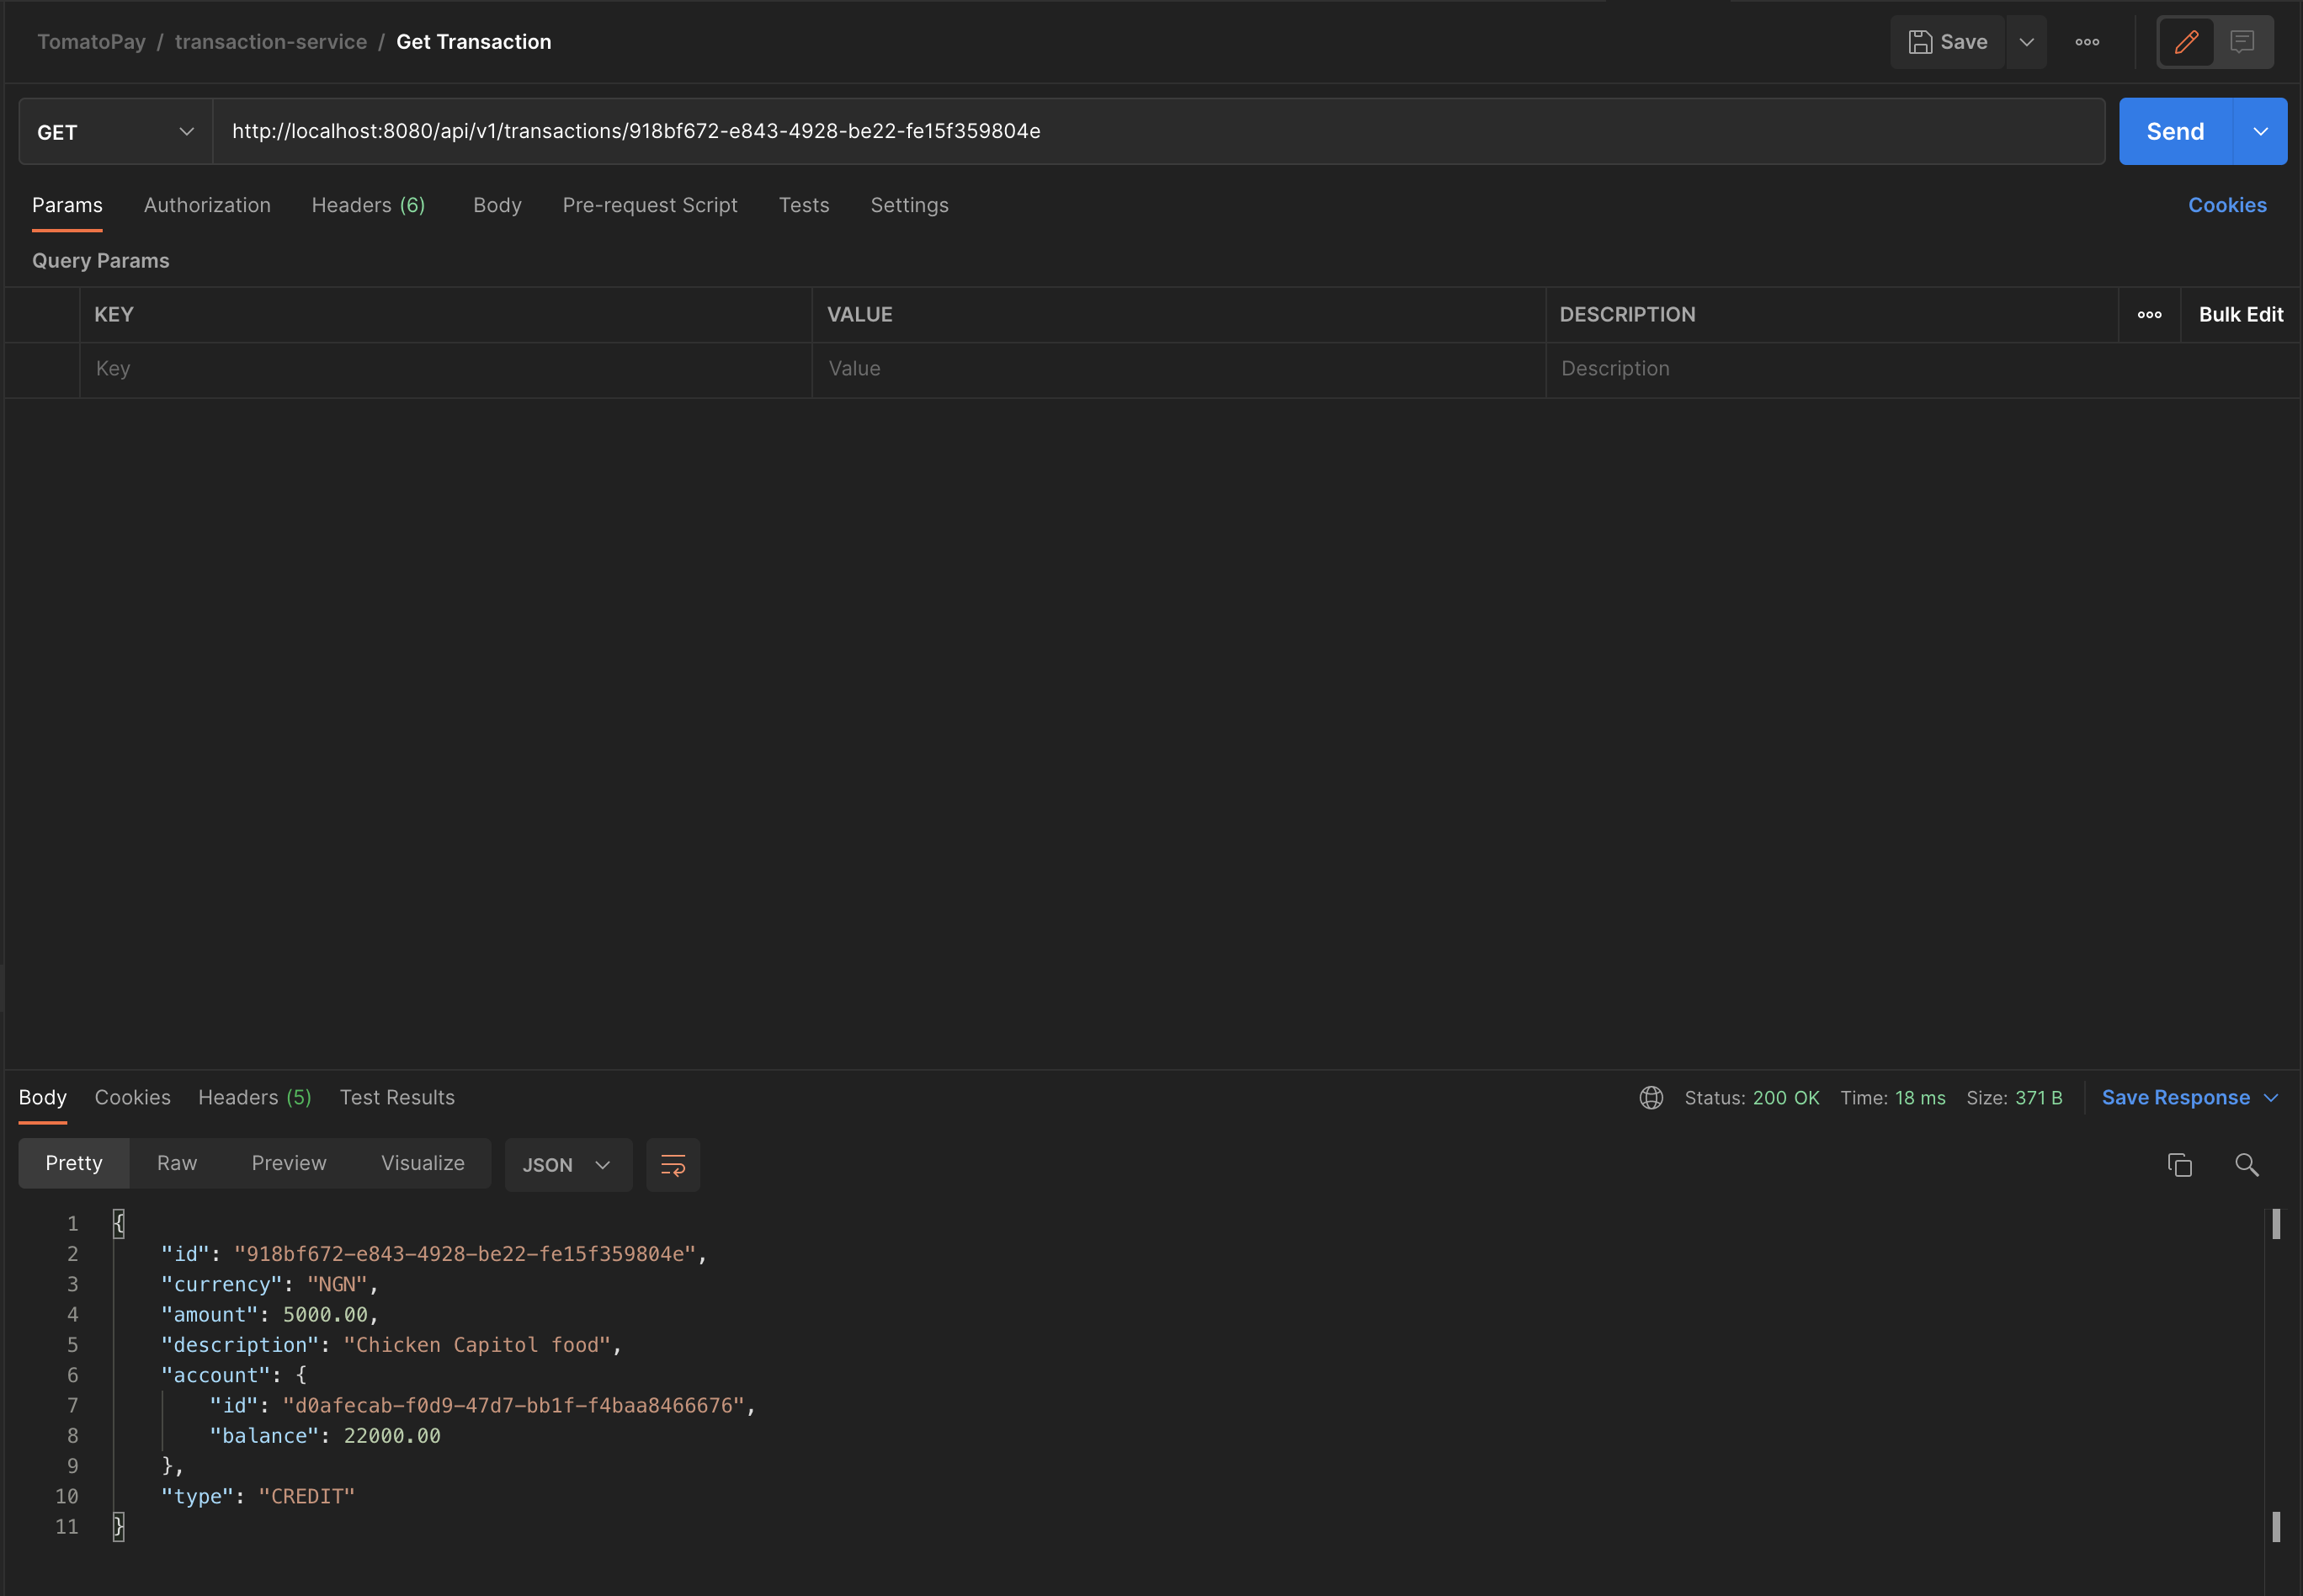 TomatoPay / transaction-service / Get Transaction
Save
GET
http://localhost:8080/api/v1/transactions/918bf672-e843-4928-be22-fe15f359804e
Send
Params Authorization Headers (6) Body Pre-request Script Tests Settings Cookies
Query Params
KEY VALUE DESCRIPTION Bulk Edit
Key Value Description
Body Cookies Headers (5) Test Results Status: 200 OK Time: 18 ms Size: 371 B Save Response
Pretty Raw Preview Visualize JSON
1 {
2 "id": "918bf672-e843-4928-be22-fe15f359804e",
3 "currency": "NGN",
4 "amount": 5000.00,
5 "description": "Chicken Capitol food",
6 "account": {
7 "id": "d0afecab-f0d9-47d7-bb1f-f4baa8466676",
8 "balance": 22000.00
9 },
10 "type": "CREDIT"
11 }